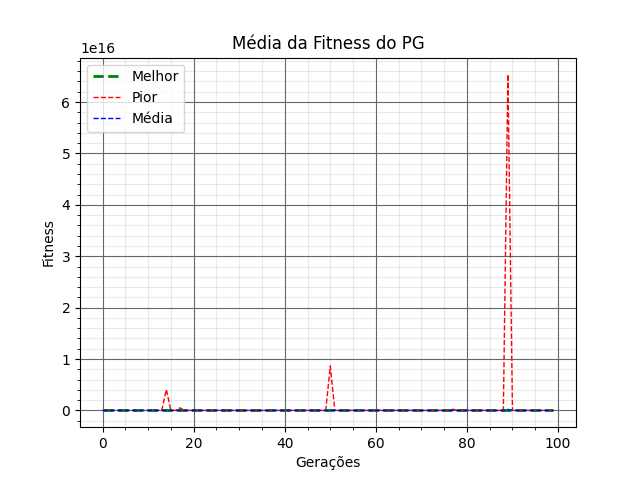 Média da Fitness do PG
1e16
Melhor
Pior
Média
6
5
4
3
2
1
0
Fitness
0 20 40 60 80 100
Gerações